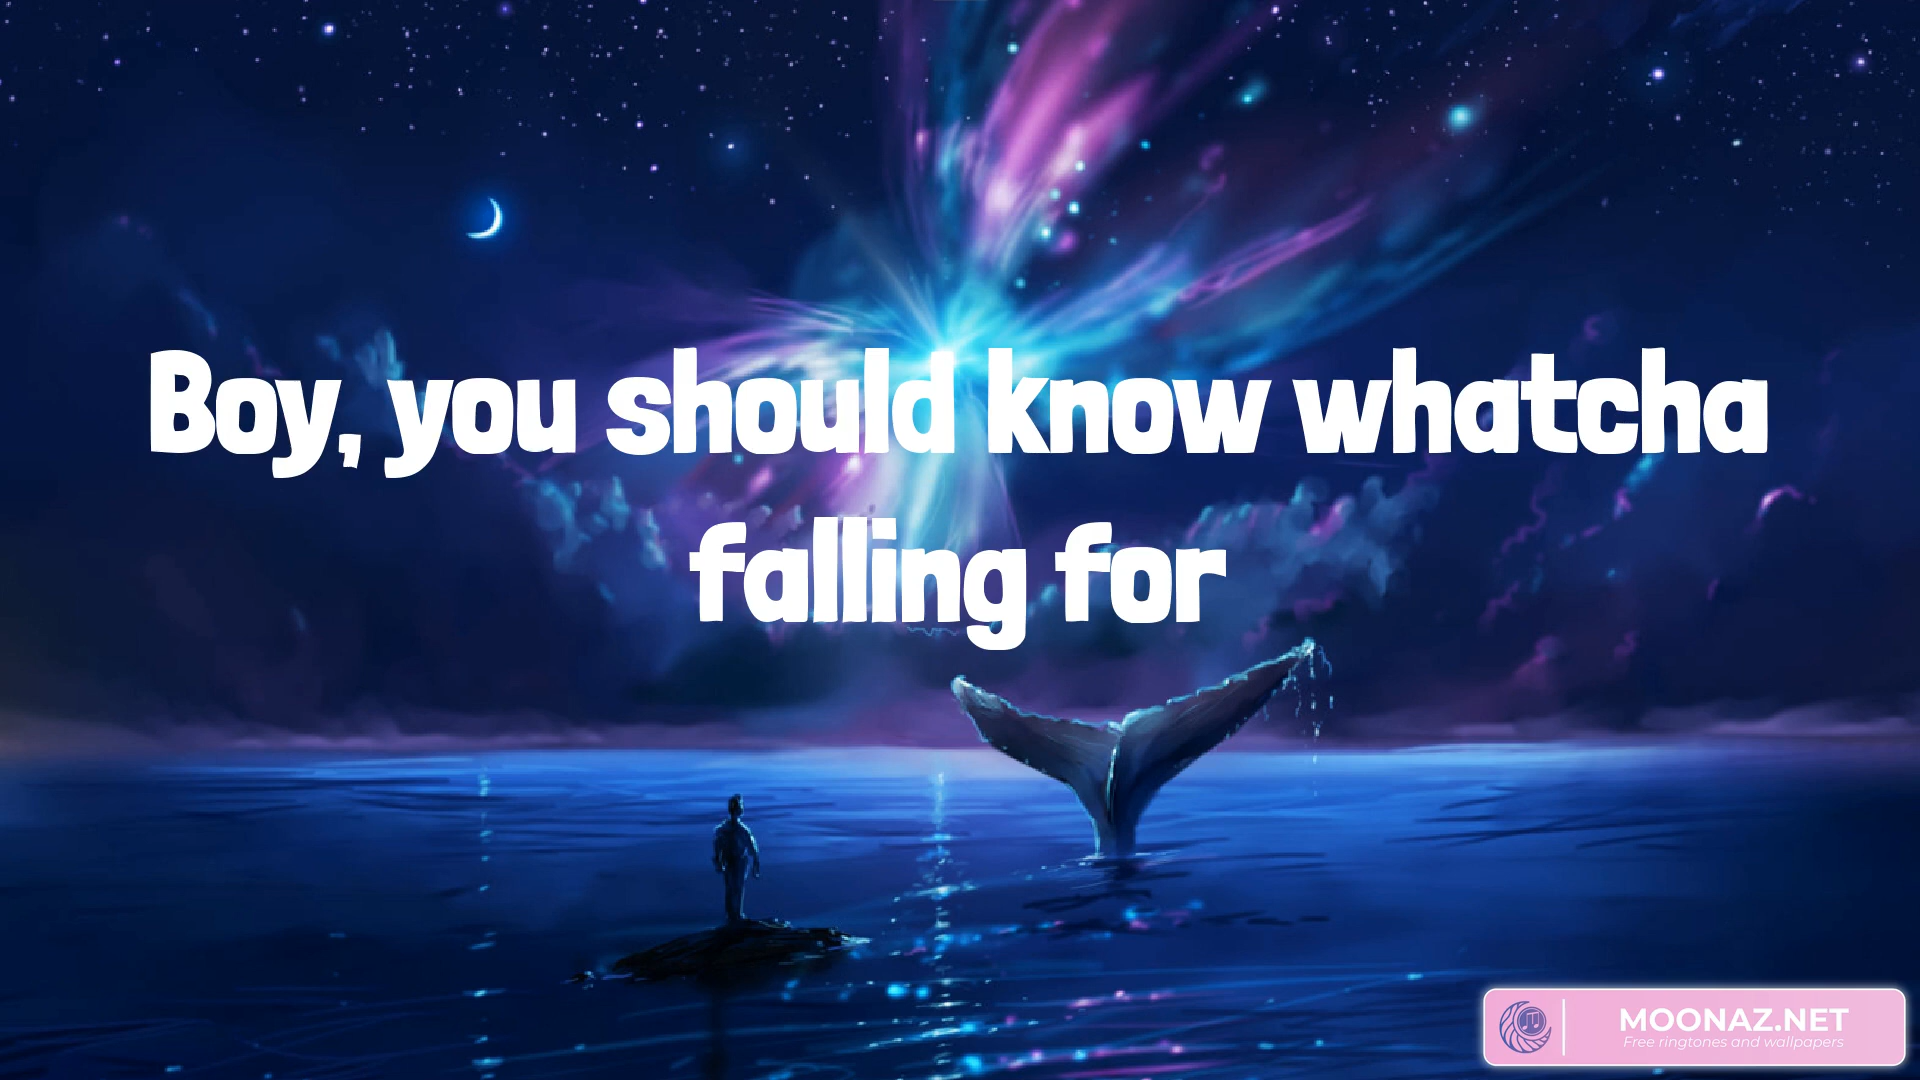 Boy, you should know whatcha
falling for
MOONAZ.NET
Free ringtones and wallpapers